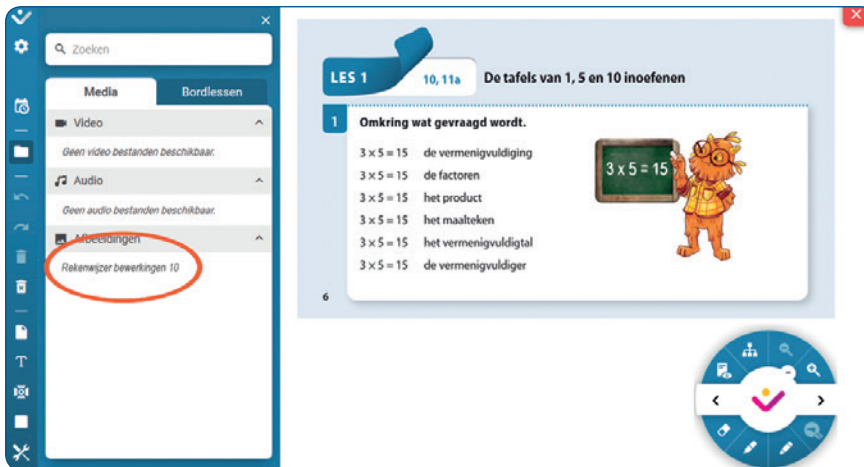 Zoeken
Media
Bordlessen
Video
Geen video bestanden beschikbaar.
Audio
Geen audio bestanden beschikbaar.
Afbeeldingen
Rekenwijzer bewerkingen 10
T
LES 1
10, 11a
De tafels van 1, 5 en 10 inoefenen
1
Omkring wat gevraagd wordt.
3 × 5 = 15 de vermenigvuldiging
3 × 5 = 15 de factoren
3 × 5 = 15 het product
3 × 5 = 15 het maalteken
3 × 5 = 15 het vermenigvuldigtal
3 × 5 = 15 de vermenigvuldiger
3 x 5 = 15
6